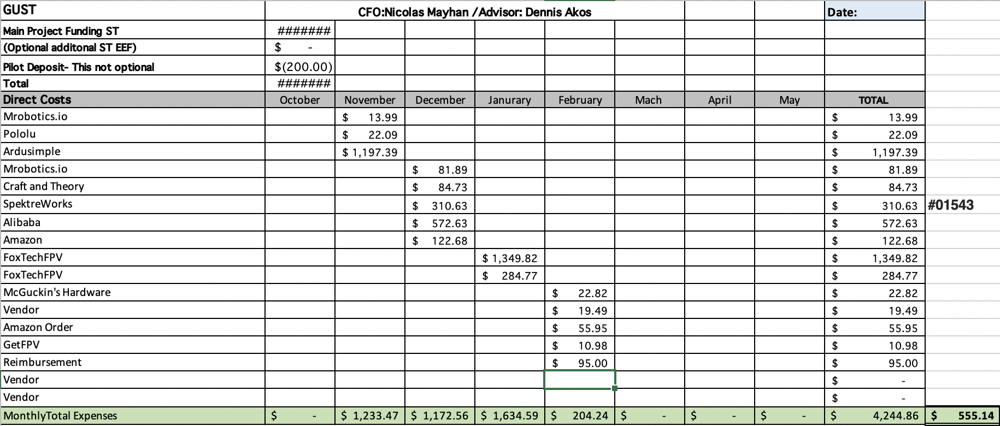 GUST CFO:Nicolas Mayhan /Advisor: Dennis Akos Date:
Main Project Funding ST #######
(Optional additonal ST EEF) $ -
Pilot Deposit- This not optional $(200.00)
Total #######
Direct Costs October November December Janurary February Mach April May TOTAL
Mrobotics.io $ 13.99 $ 13.99
Pololu $ 22.09 $ 22.09
Ardusimple $ 1,197.39 $ 1,197.39
Mrobotics.io $ 81.89 $ 81.89
Craft and Theory $ 84.73 $ 84.73
SpektreWorks $ 310.63 $ 310.63 #01543
Alibaba $ 572.63 $ 572.63
Amazon $ 122.68 $ 122.68
FoxTechFPV $ 1,349.82 $ 1,349.82
FoxTechFPV $ 284.77 $ 284.77
McGuckin's Hardware $ 22.82 $ 22.82
Vendor $ 19.49 $ 19.49
Amazon Order $ 55.95 $ 55.95
GetFPV $ 10.98 $ 10.98
Reimbursement $ 95.00 $ 95.00
Vendor $ -
Vendor $ -
MonthlyTotal Expenses $ - $ 1,233.47 $ 1,172.56 $ 1,634.59 $ 204.24 $ - $ - $ - $ 4,244.86 $ 555.14